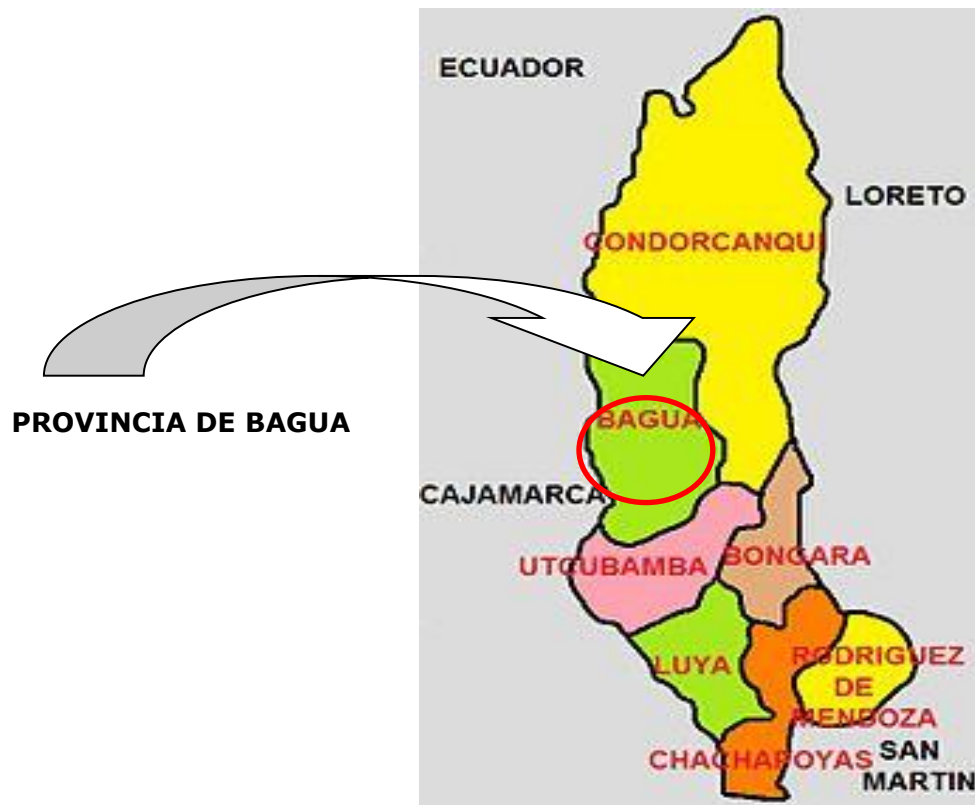 ECUADOR
LORETO
CONDORCANQUI
PROVINCIA DE BAGUA
BAGUA
CAJAMARCA
UTCUBAMBA
BONGARA
LUYA
RODRIGUEZ
DE
MENDOZA
CHACHAPOYAS
SAN
MARTIN